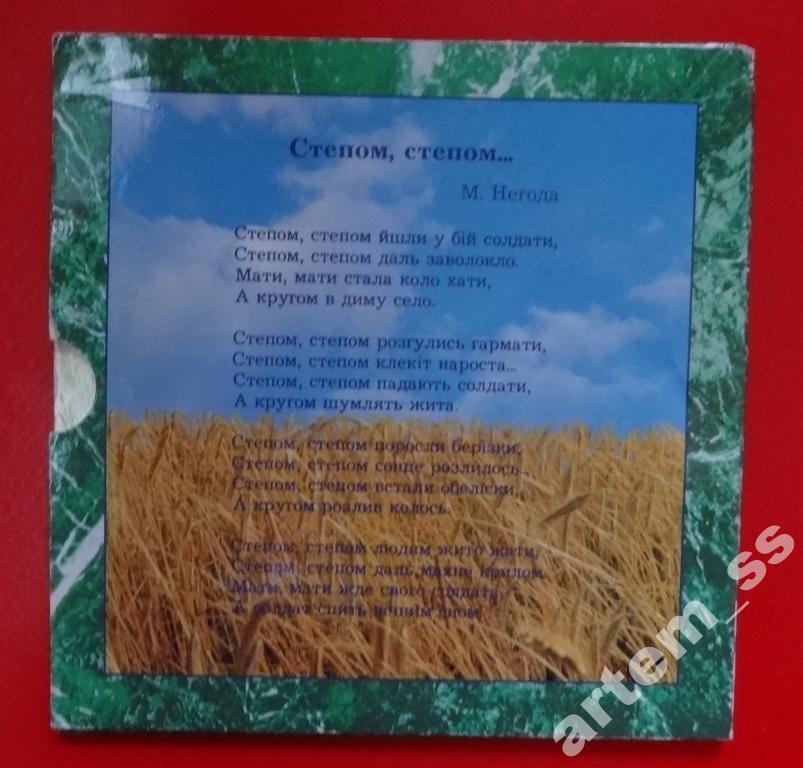 Степом, степом...
М. Негода
Степом, степом йшли у бій солдати,
Степом, степом даль заволокло.
Мати, мати стала коло хати,
А кругом в диму село.
Степом, степом розгулись гармати,
Степом, степом клекіт нароста...
Степом, степом падають солдати,
А кругом шумлять жита.
Степом, степом поросли берізки,
Степом, степом сонце розлилось...
Степом, степом встали обеліски,
А кругом розлив колось.
Степом, степом людям жито жати,
Степом, степом даль махне крилом.
Мати, мати жде свого солдата,
А солдат спить вічним сном.
artem_ss